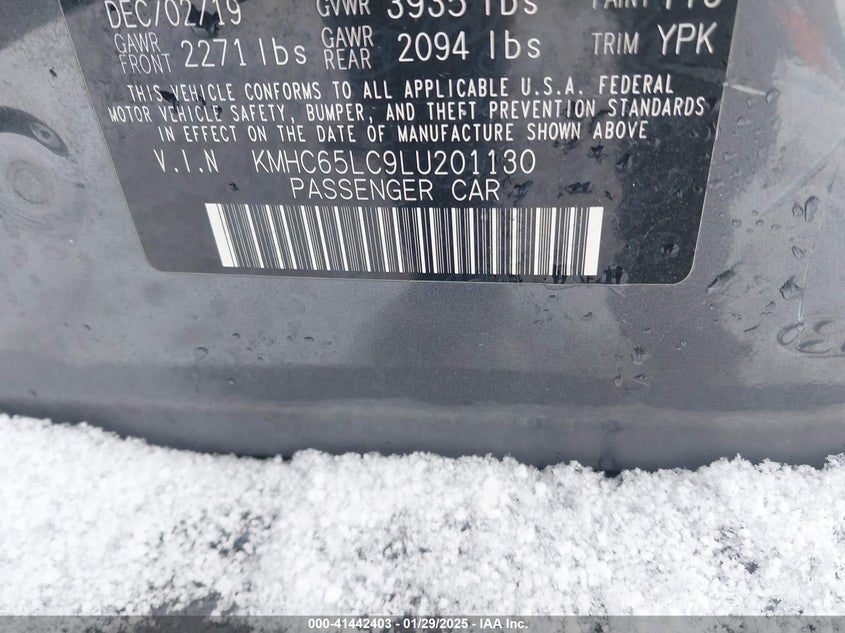 DEC/02/19 GVWR 3935 lbs PAINT
GAWR FRONT 2271 lbs GAWR REAR 2094 lbs TRIM YPK
THIS VEHICLE CONFORMS TO ALL APPLICABLE U.S.A. FEDERAL
MOTOR VEHICLE SAFETY, BUMPER, AND THEFT PREVENTION STANDARDS
IN EFFECT ON THE DATE OF MANUFACTURE SHOWN ABOVE
V.I.N KMHC65LC9LU201130
PASSENGER CAR
000-41442403 - 01/29/2025 - IAA Inc.